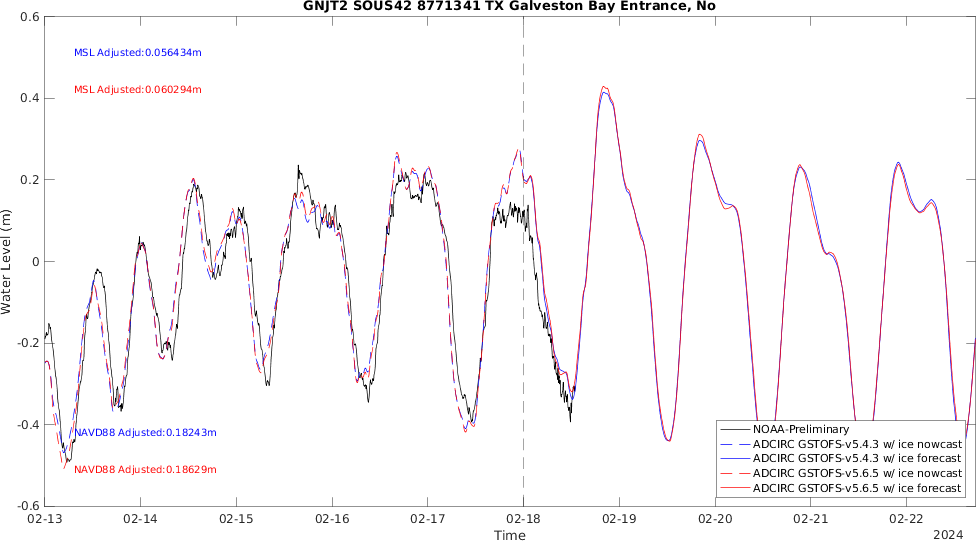 GNJT2 SOUS42 8771341 TX Galveston Bay Entrance, No
0.6
MSL Adjusted:0.056434m
0.4
MSL Adjusted:0.060294m
0.2
0
Water Level (m)
-0.2
-0.4
NAVD88 Adjusted:0.18243m
NAVD88 Adjusted:0.18629m
-0.6
NOAA-Preliminary
ADCIRC GSTOFS-v5.4.3 w/ ice nowcast
ADCIRC GSTOFS-v5.4.3 w/ ice forecast
ADCIRC GSTOFS-v5.6.5 w/ ice nowcast
ADCIRC GSTOFS-v5.6.5 w/ ice forecast
02-13 02-14 02-15 02-16 02-17 02-18 02-19 02-20 02-21 02-22
Time
2024